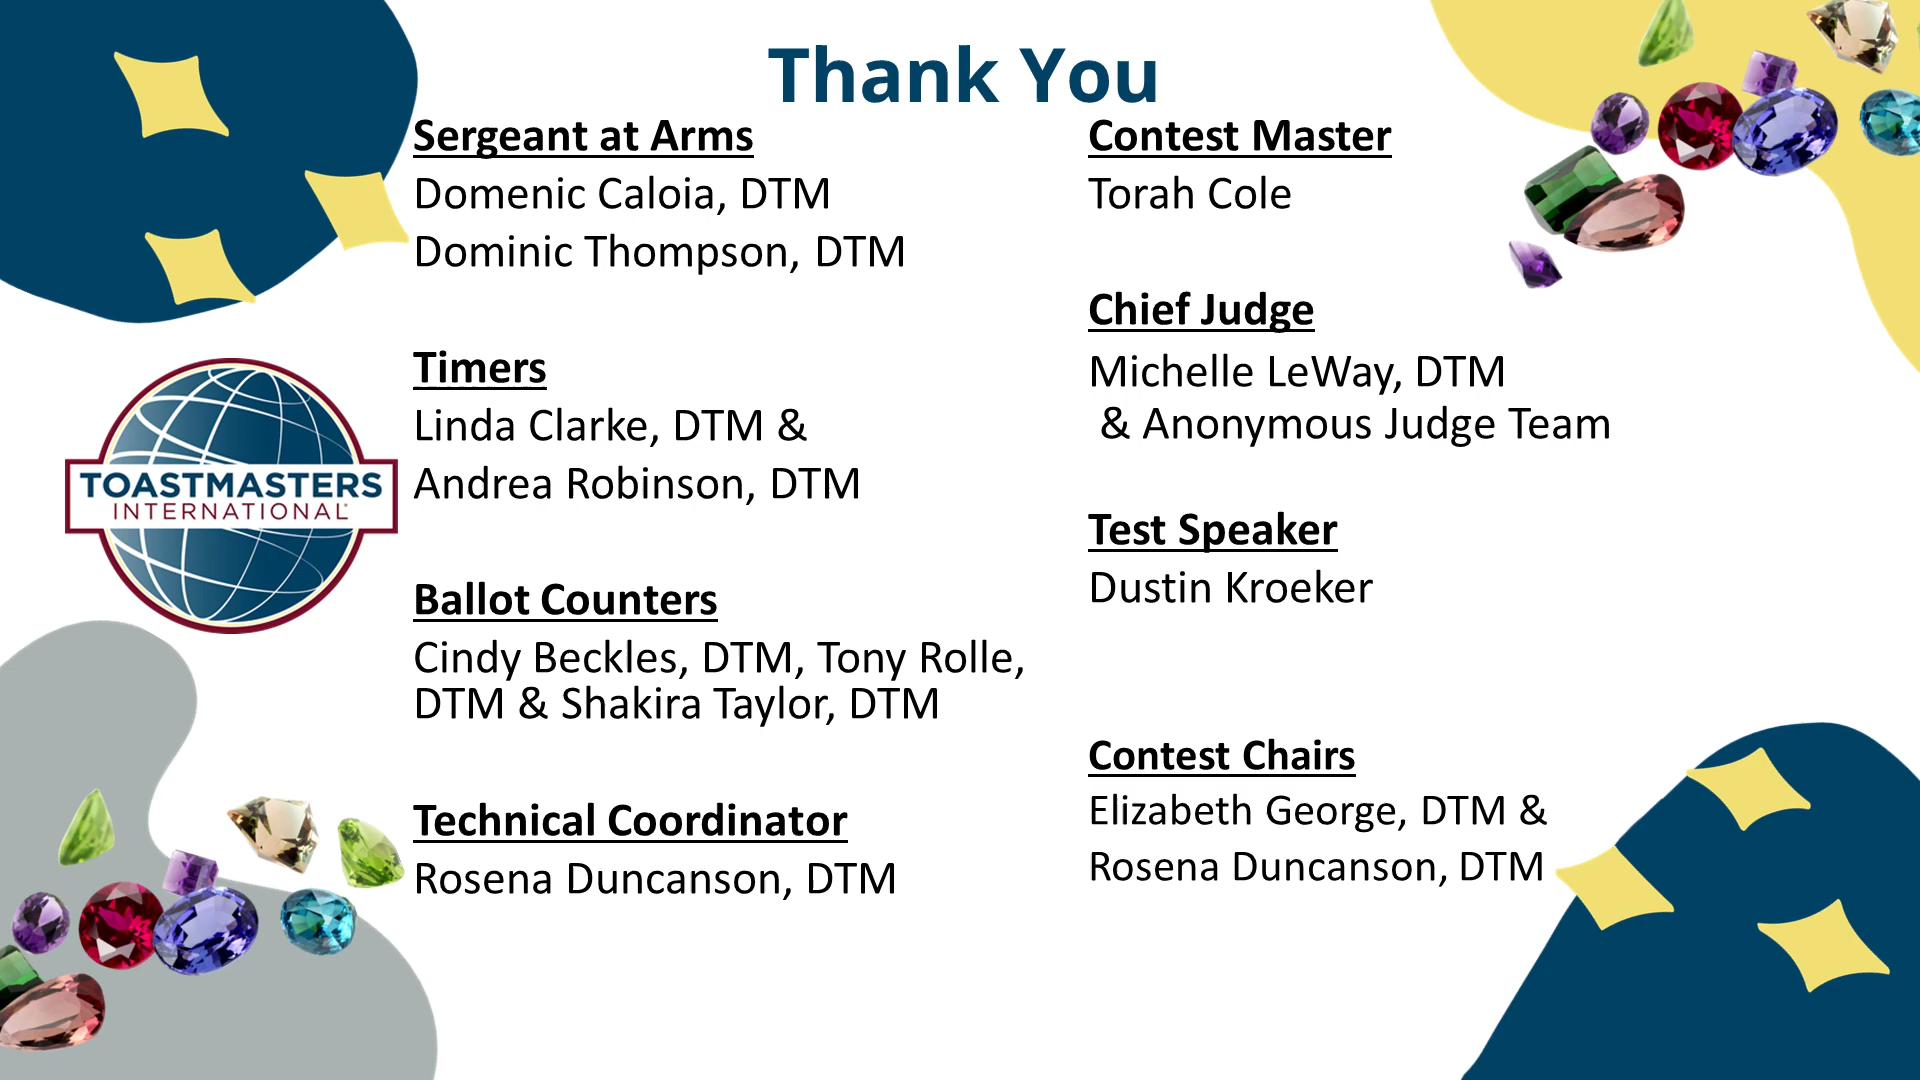 Thank You
Sergeant at Arms
Domenic Caloia, DTM
Dominic Thompson, DTM
Timers
Linda Clarke, DTM &
Andrea Robinson, DTM
Ballot Counters
Cindy Beckles, DTM, Tony Rolle,
DTM & Shakira Taylor, DTM
Technical Coordinator
Rosena Duncanson, DTM
Contest Master
Torah Cole
Chief Judge
Michelle LeWay, DTM
& Anonymous Judge Team
Test Speaker
Dustin Kroeker
Contest Chairs
Elizabeth George, DTM &
Rosena Duncanson, DTM
TOASTMASTERS
INTERNATIONAL